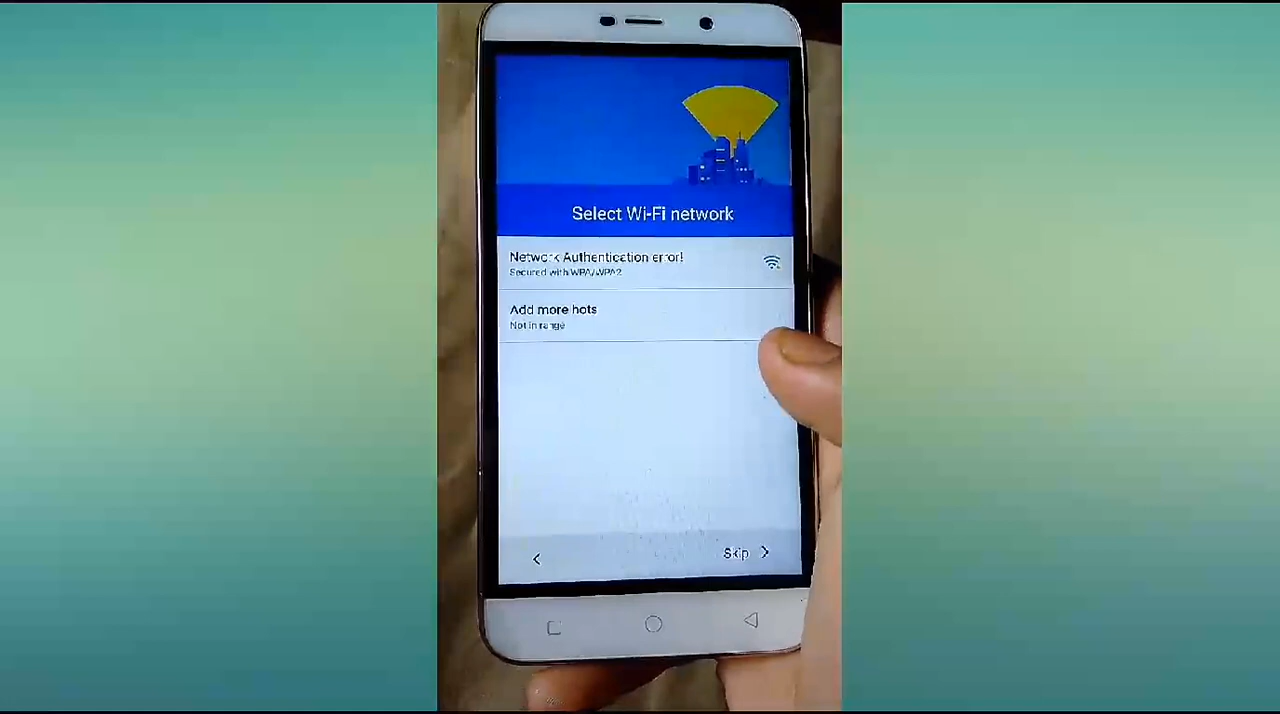 Select Wi-Fi network
Network Authentication error!
Secured with WPA/WPA2
Add more hots
Not in range
Skip